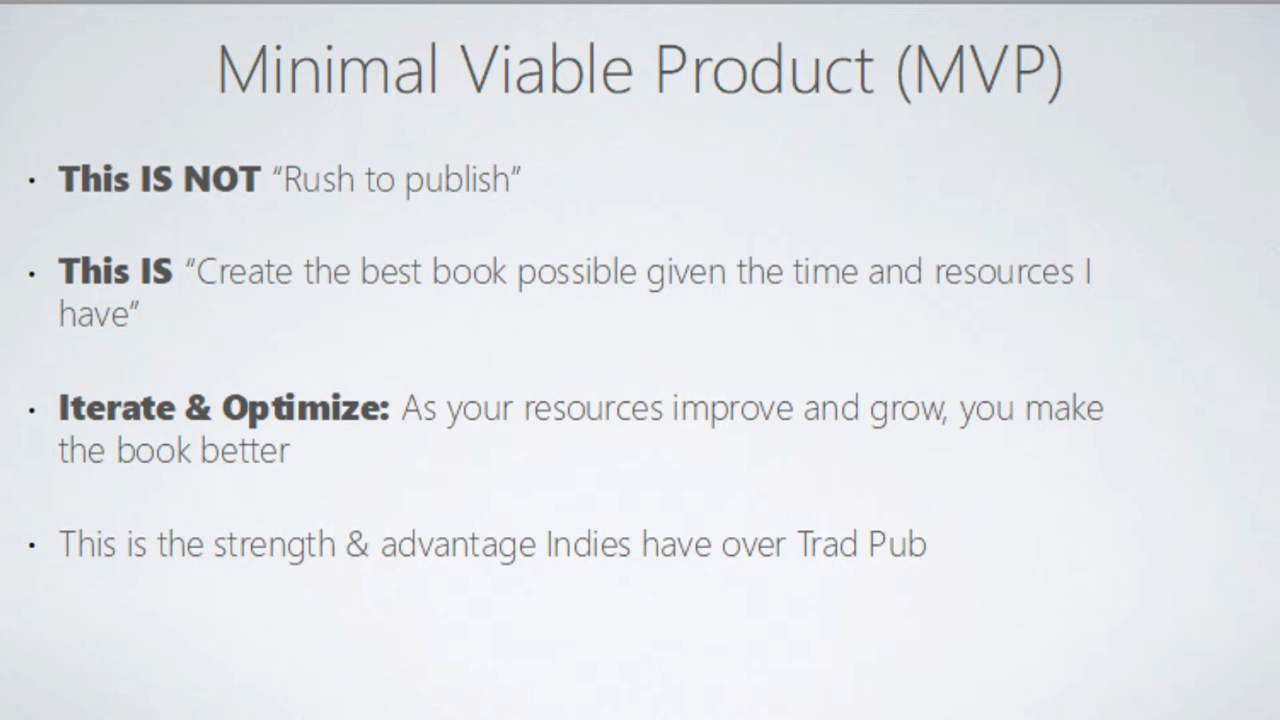 Minimal Viable Product (MVP)
· This IS NOT “Rush to publish”
· This IS “Create the best book possible given the time and resources I
have”
· Iterate & Optimize: As your resources improve and grow, you make
the book better
· This is the strength & advantage Indies have over Trad Pub